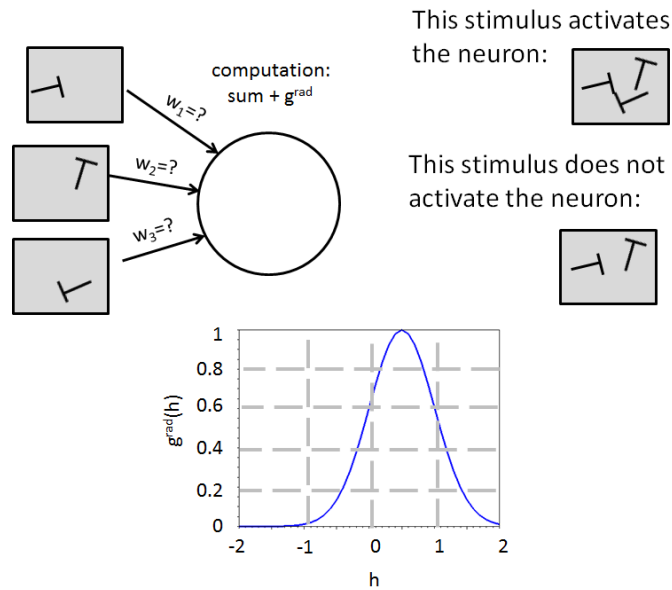 This stimulus activates
the neuron:
computation:
sum + g^rad
w₁=?
w₂=?
w₃=?
This stimulus does not
activate the neuron:
1
0.8
0.6
0.4
0.2
0
g^rad(h)
-2 -1 0 1 2
h